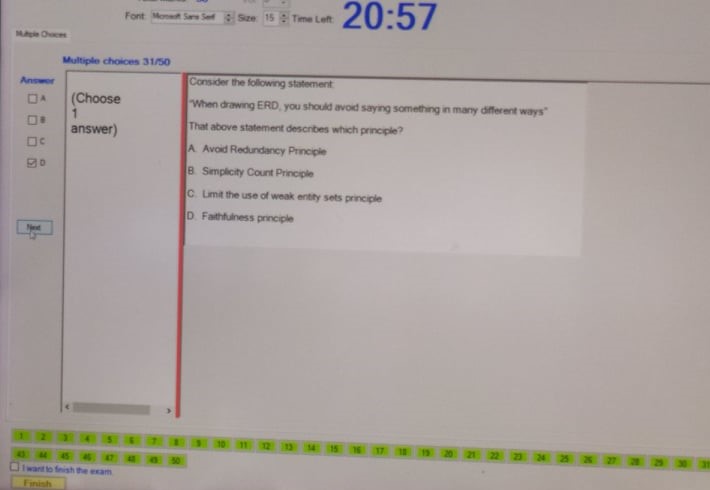 Font: Microsoft Sans Serif Size: 15 Time Left: 20:57
Multiple Choices
Multiple choices 31/50
Answer
A
B
C
D
Next
(Choose
1
answer)
Consider the following statement:
"When drawing ERD, you should avoid saying something in many different ways"
That above statement describes which principle?
A. Avoid Redundancy Principle
B. Simplicity Count Principle
C. Limit the use of weak entity sets principle
D. Faithfulness principle
1 2 3 4 5 6 7 8 9 10 11 12 13 14 15 16 17 18 19 20 21 22 23 24 25 26 27 28 29 30 31
43 44 45 46 47 48 49 50
I want to finish the exam.
Finish